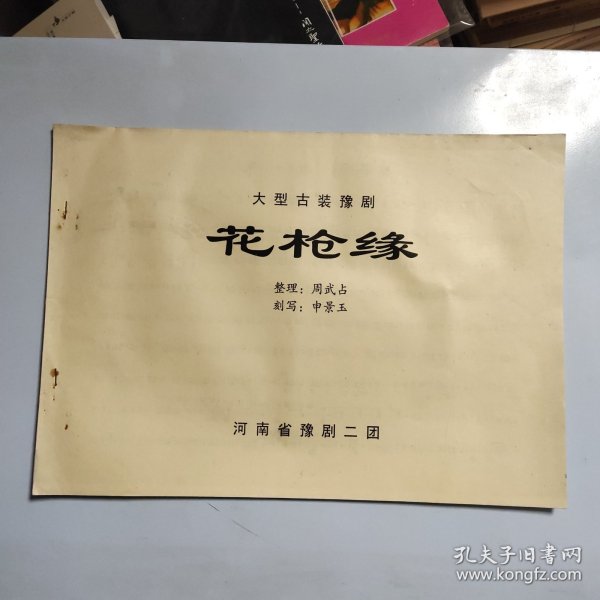 大型古装豫剧
花枪缘
整理：周武占
刻写：申景玉
河南省豫剧二团
孔夫子旧书网
www.kongfz.com